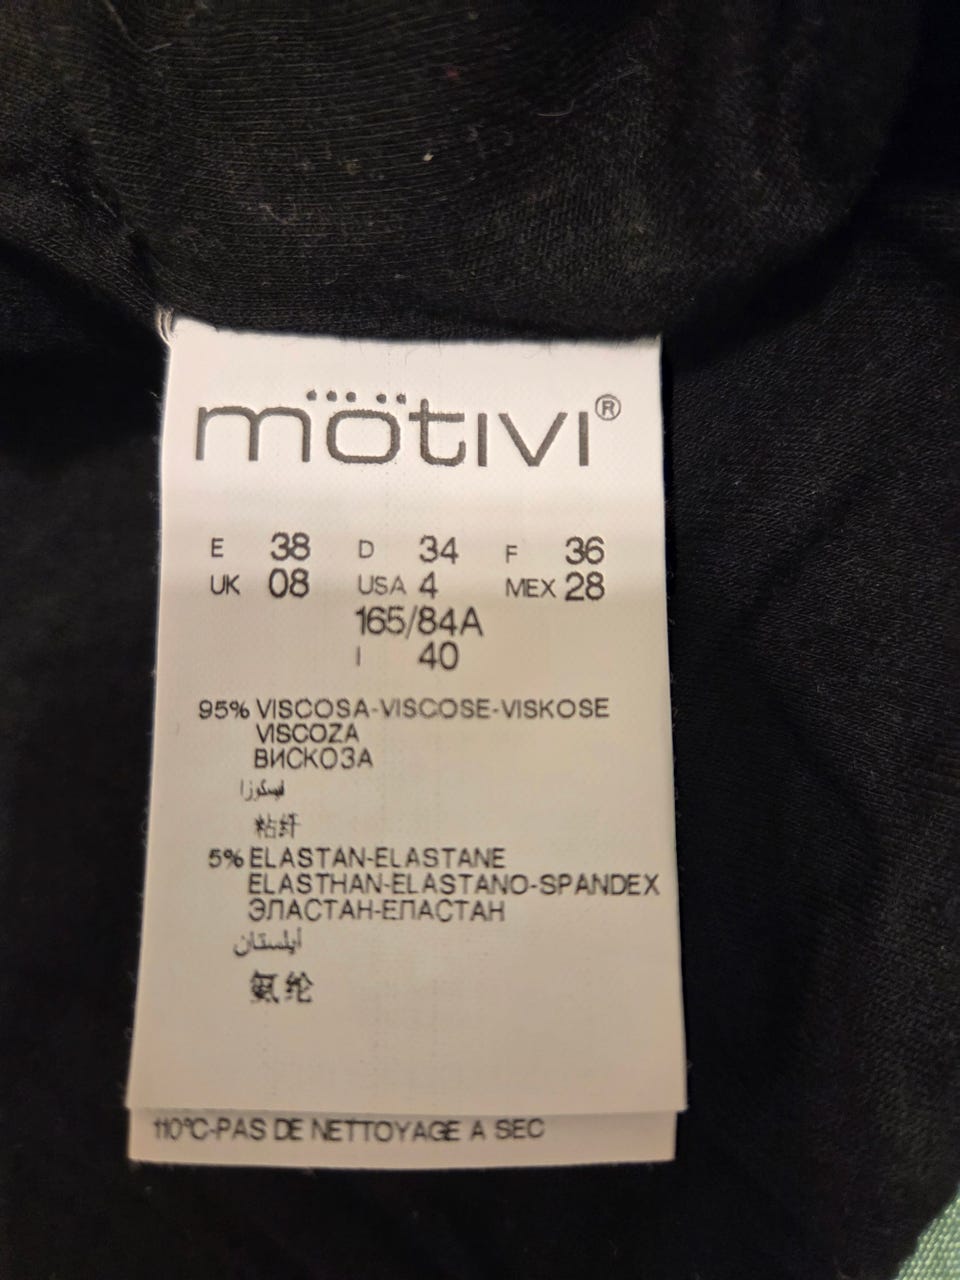 mötivi®
E 38 D 34 F 36
UK 08 USA 4 MEX 28
165/84A
I 40
95% VISCOSA-VISCOSE-VISKOSE
VISCOZA
ВИСКОЗА
فيسكوزا
粘纤
5% ELASTAN-ELASTANE
ELASTHAN-ELASTANO-SPANDEX
ЭЛАСТАН-ЕЛАСТАН
أيلستان
氨纶
110°C-PAS DE NETTOYAGE A SEC